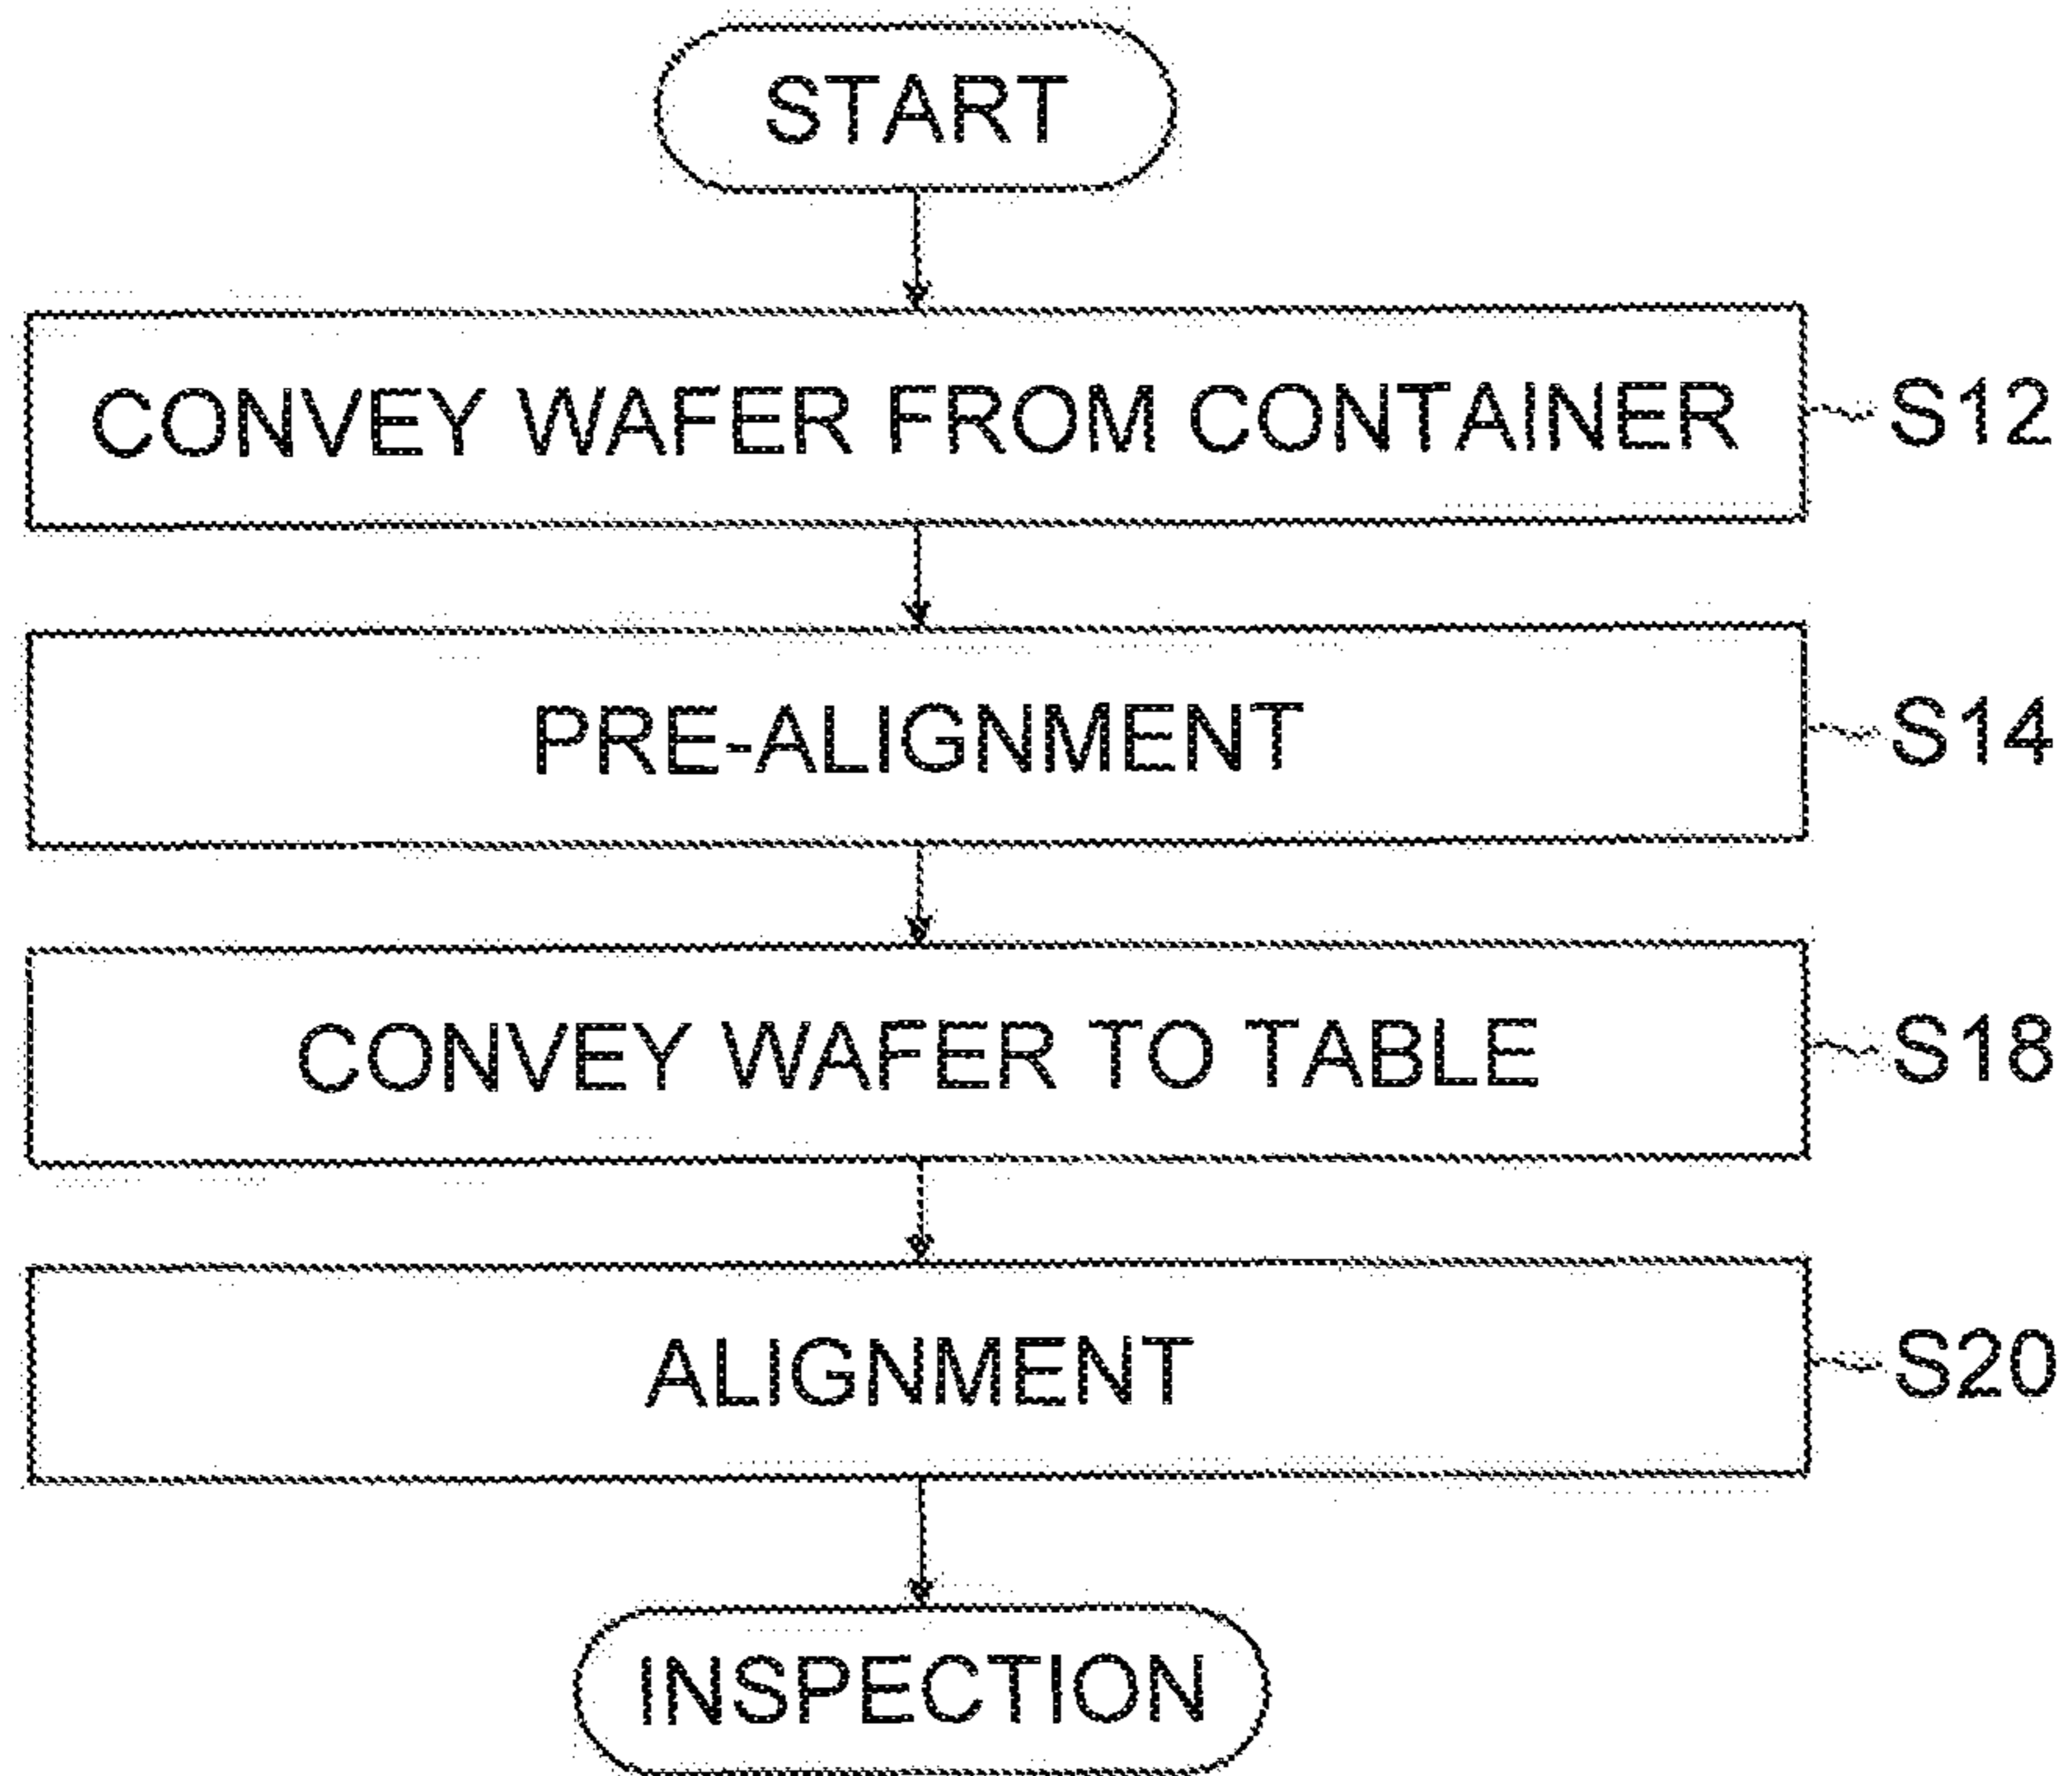 START
CONVEY WAFER FROM CONTAINER
S12
PRE-ALIGNMENT
S14
CONVEY WAFER TO TABLE
S18
ALIGNMENT
S20
INSPECTION